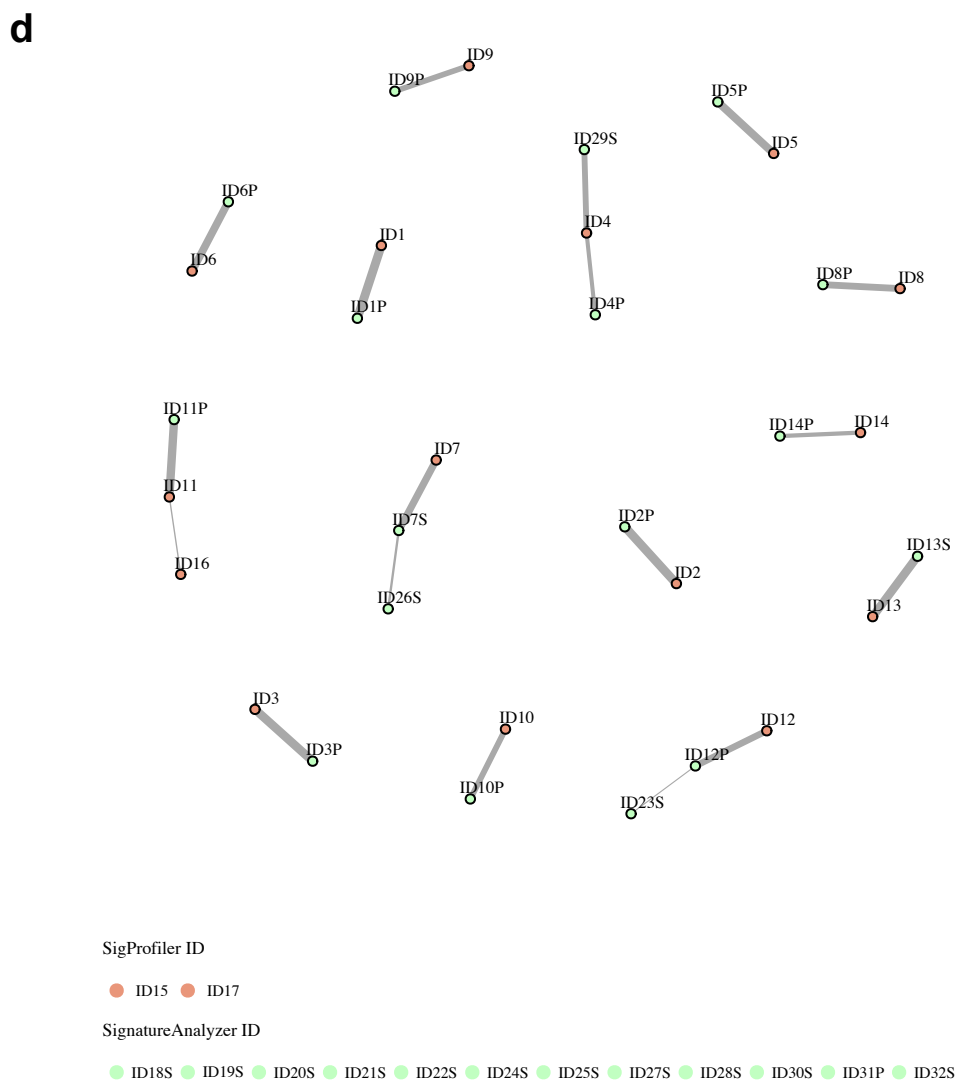 d
ID9
ID9P
ID5P
ID29S
ID5
ID6P
ID4
ID1
ID6
ID8P
ID8
ID1P
ID4P
ID11P
ID14P
ID14
ID7
ID11
ID2P
ID7S
ID13S
ID16
ID2
ID26S
ID13
ID3
ID10
ID12
ID3P
ID12P
ID10P
ID23S
SigProfiler ID
ID15 ID17
SignatureAnalyzer ID
ID18S ID19S ID20S ID21S ID22S ID24S ID25S ID27S ID28S ID30S ID31P ID32S